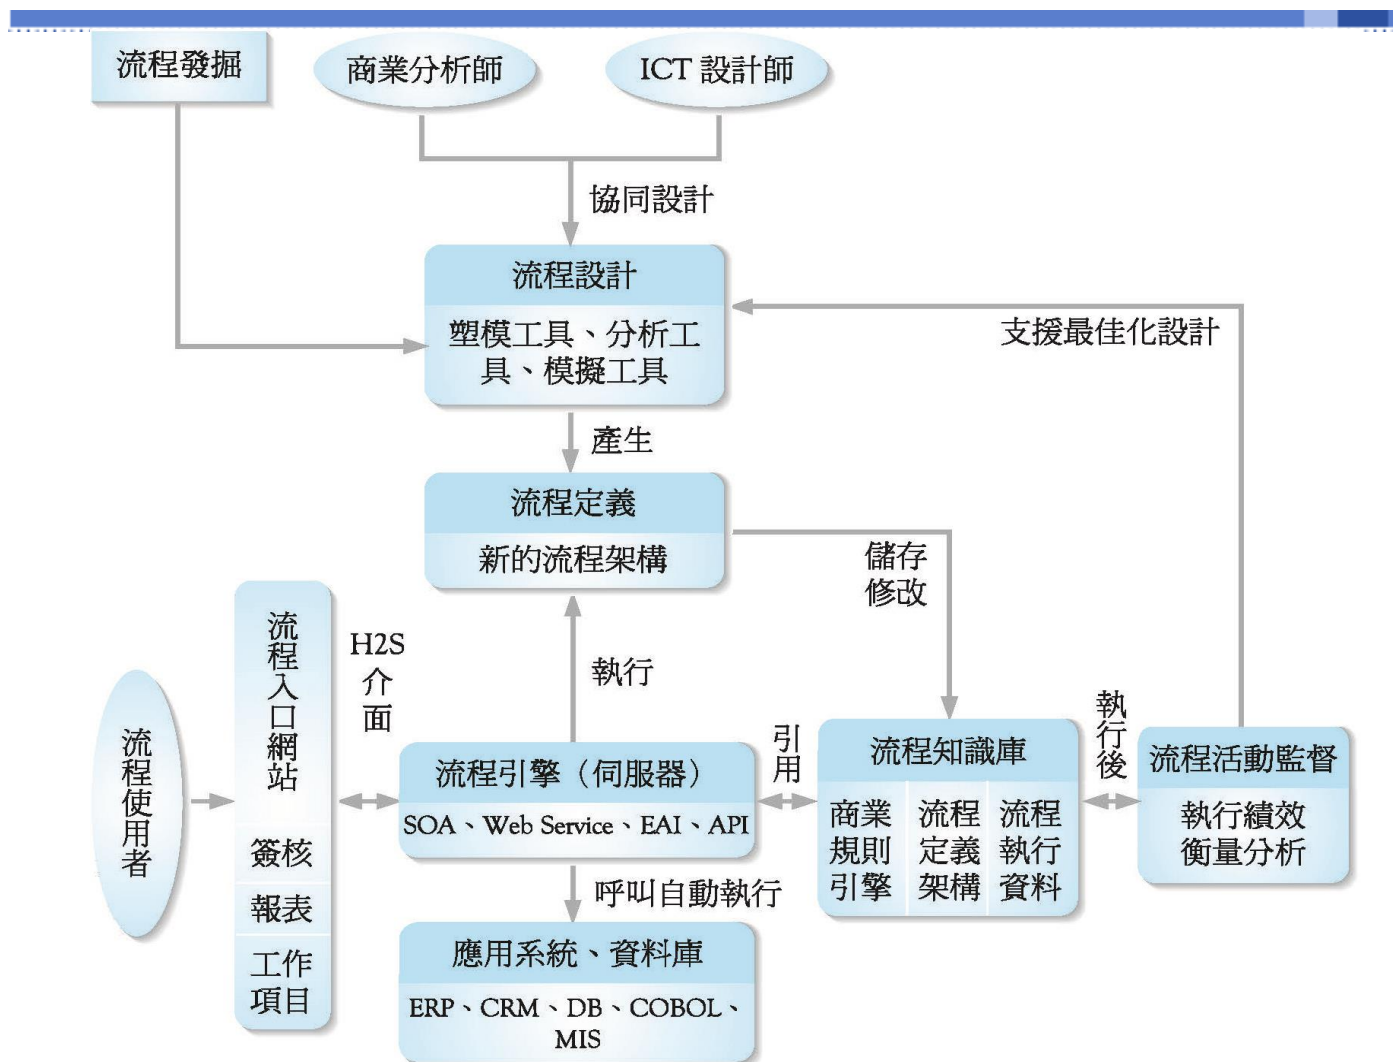 流程發掘
商業分析師
ICT 設計師
協同設計
流程設計
塑模工具、分析工
具、模擬工具
支援最佳化設計
產生
流程定義
新的流程架構
儲存
修改
執行
流程使用者
流程入口網站
簽核
報表
工作
項目
H2S
介
面
流程引擎（伺服器）
SOA、Web Service、EAI、API
引用
流程知識庫
商業
規則
引擎
流程
定義
架構
流程
執行
資料
執行後
流程活動監督
執行績效
衡量分析
呼叫自動執行
應用系統、資料庫
ERP、CRM、DB、COBOL、
MIS